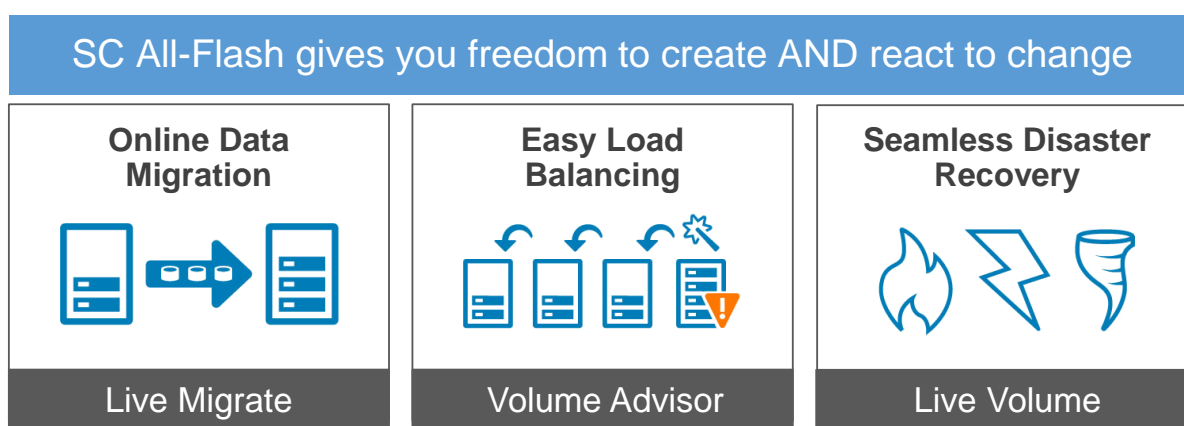 SC All-Flash gives you freedom to create AND react to change
Online Data
Migration
Live Migrate
Easy Load
Balancing
Volume Advisor
Seamless Disaster
Recovery
Live Volume